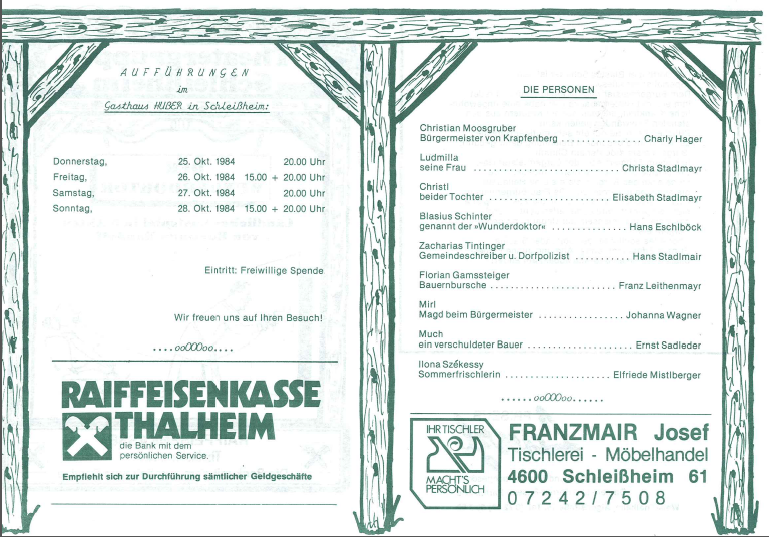 AUFFÜHRUNGEN
im
Gasthaus HUBER in Schleißheim:
Donnerstag, 25. Okt. 1984 20.00 Uhr
Freitag, 26. Okt. 1984 15.00 + 20.00 Uhr
Samstag, 27. Okt. 1984 20.00 Uhr
Sonntag, 28. Okt. 1984 15.00 + 20.00 Uhr
Eintritt: Freiwillige Spende
Wir freuen uns auf Ihren Besuch!
....ooOOOoo....
RAIFFEISENKASSE
THALHEIM
die Bank mit dem
persönlichen Service.
Empfiehlt sich zur Durchführung sämtlicher Geldgeschäfte
DIE PERSONEN
Christian Moosgruber
Bürgermeister von Krapfenberg ............... Charly Hager
Ludmilla
seine Frau ............................ Christa Stadlmayr
Christl
beider Tochter ....................... Elisabeth Stadlmayr
Blasius Schinter
genannt der »Wunderdoktor« .............. Hans Eschlböck
Zacharias Tintinger
Gemeindeschreiber u. Dorfpolizist .......... Hans Stadlmair
Florian Gamssteiger
Bauernbursche ........................ Franz Leithenmayr
Mirl
Magd beim Bürgermeister ................ Johanna Wagner
Much
ein verschuldeter Bauer .................... Ernst Sadleder
Ilona Székessy
Sommerfrischlerin .................... Elfriede Mistlberger
......ooOOOoo......
IHR TISCHLER
MACHT'S
PERSÖNLICH
FRANZMAIR Josef
Tischlerei - Möbelhandel
4600 Schleißheim 61
07242/7508